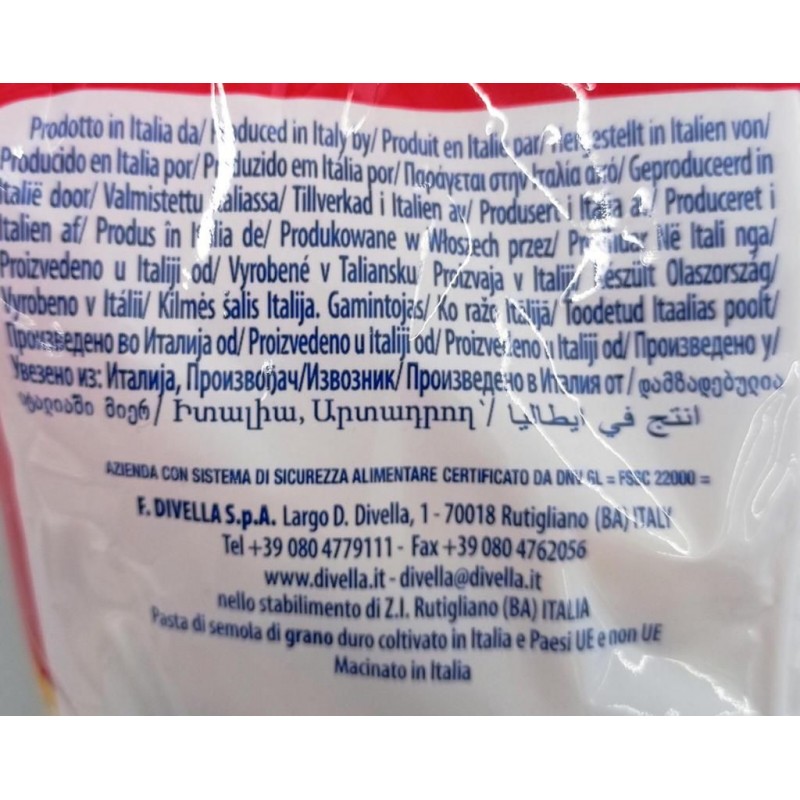 Prodotto in Italia da/ Produced in Italy by/ Produit en Italie par/ Hergestellt in Italien von/
Producido en Italia por/ Produzido em Italia por/ Παράγεται στην Ιταλία από/ Geproduceerd in
Italië door/ Valmistettu Italiassa/ Tillverkad i Italien av/ Produsert i Italia a Produceret i
Italien af/ Produs în Italia de/ Produkowane w Włoszech przez/ Në Itali nga/
Proizvedeno u Italiji od/ Vyrobené v Taliansku Proizvaja v Italiji/ Készült Olaszország/
Vyrobeno v Itálii/ Kilmės šalis Italija. Gamintojas/ Ko ražo Itālijā/ Toodetud Itaalias poolt/
Произведено во Италија од/ Proizvedeno u Italiji od/ Proizvedeno u Italiji od/ Произведено у/
Увезено из: Италија, Произвођач/Извозник/ Произведено в Италия от/ დამზადებულია
იტალიაში მიერ/ Իտալիա, Արտադրող՝/ انتج في ايطاليا
AZIENDA CON SISTEMA DI SICUREZZA ALIMENTARE CERTIFICATO DA DNV GL = FSSC 22000 =
F. DIVELLA S.p.A. Largo D. Divella, 1 - 70018 Rutigliano (BA) ITALY
Tel +39 080 4779111 - Fax +39 080 4762056
www.divella.it - divella@divella.it
nello stabilimento di Z.I. Rutigliano (BA) ITALIA
Pasta di semola di grano duro coltivato in Italia e Paesi UE e non UE
Macinato in Italia